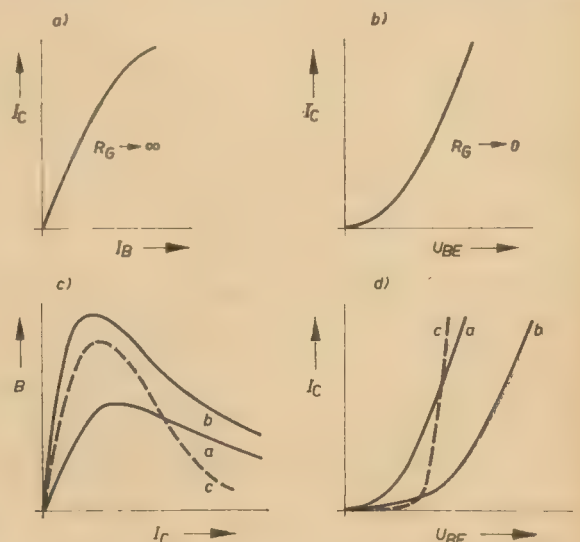 a)
I_C
R_G → ∞
I_B
b)
I_C
R_G → 0
U_BE
c)
B
b
a
c
I_C
d)
I_C
c
a
b
U_BE